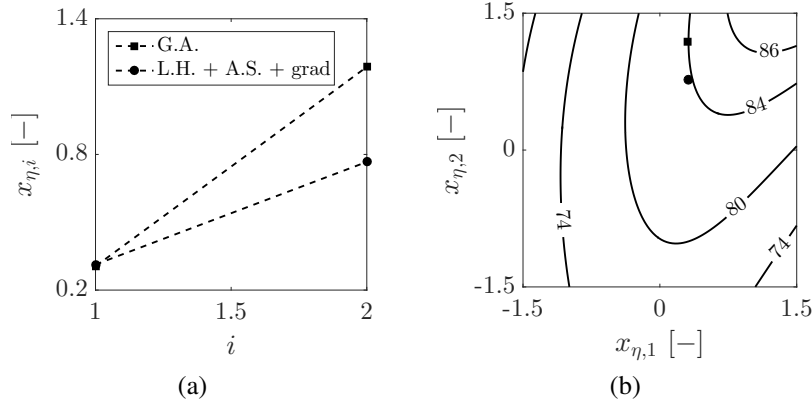 1.4
0.8
0.2
x_{η,i} [−]
G.A.
L.H. + A.S. + grad
1
1.5
2
i
(a)
1.5
0
-1.5
x_{η,2} [−]
86
84
80
74
74
-1.5
0
1.5
x_{η,1} [−]
(b)